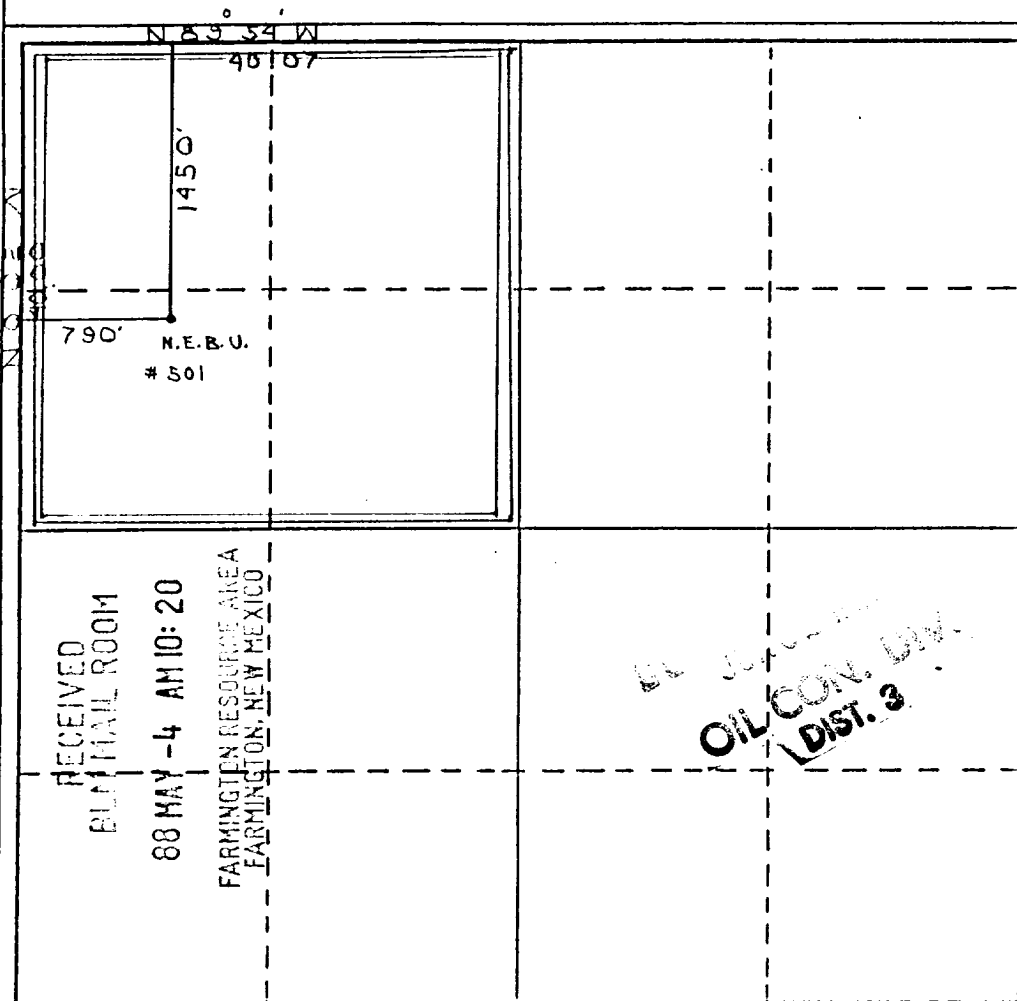 N 89° 54' W
40 07
1450'
790'
N.E.B.U.
# 501
RECEIVED
BLM MAIL ROOM
88 MAY -4 AM 10: 20
FARMINGTON RESOURCE AREA
FARMINGTON, NEW MEXICO
OIL CON. DIV.
DIST. 3